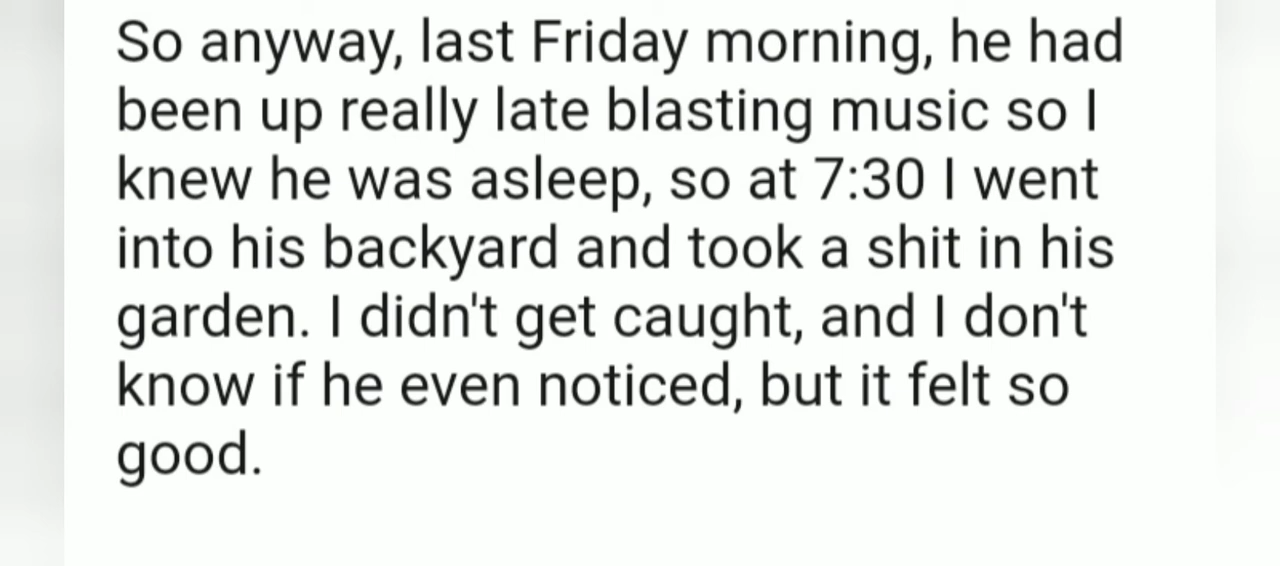 So anyway, last Friday morning, he had
been up really late blasting music so I
knew he was asleep, so at 7:30 I went
into his backyard and took a shit in his
garden. I didn't get caught, and I don't
know if he even noticed, but it felt so
good.